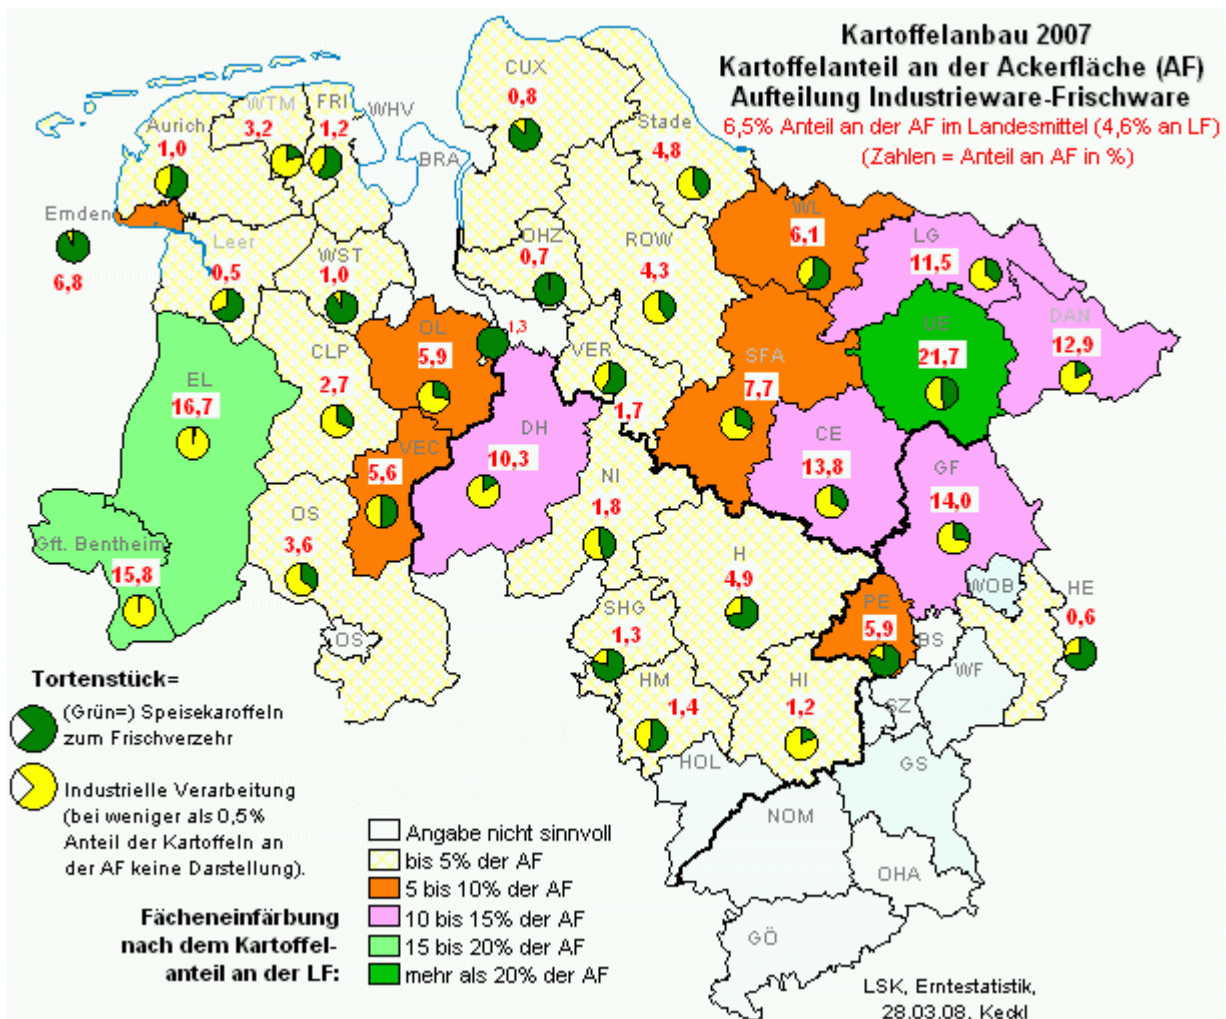 Kartoffelanbau 2007
Kartoffelanteil an der Ackerfläche (AF)
Aufteilung Industrieware-Frischware
6,5% Anteil an der AF im Landesmittel (4,6% an LF)
(Zahlen = Anteil an AF in %)
CUX
0,8
WTM
3,2
FRI
1,2
WHV
Aurich
1,0
BRA
Stade
4,8
Emden
6,8
Leer
0,5
WST
1,0
OHZ
0,7
ROW
4,3
WL
6,1
LG
11,5
DAN
12,9
UE
21,7
OL
5,9
1,3
VER
1,7
SFA
7,7
CLP
2,7
EL
16,7
VEC
5,6
DH
10,3
CE
13,8
GF
14,0
NI
1,8
OS
3,6
Gft. Bentheim
15,8
H
4,9
WOB
HE
0,6
SHG
1,3
PE
5,9
BS
OS
HM
1,4
HI
1,2
WF
SZ
HOL
GS
NOM
OHA
GÖ
Tortenstück=
(Grün=) Speisekaroffeln
zum Frischverzehr
Industrielle Verarbeitung
(bei weniger als 0,5%
Anteil der Kartoffeln an
der AF keine Darstellung).
Fächeneinfärbung
nach dem Kartoffel-
anteil an der LF:
Angabe nicht sinnvoll
bis 5% der AF
5 bis 10% der AF
10 bis 15% der AF
15 bis 20% der AF
mehr als 20% der AF
LSK, Erntestatistik,
28.03.08, Keckl